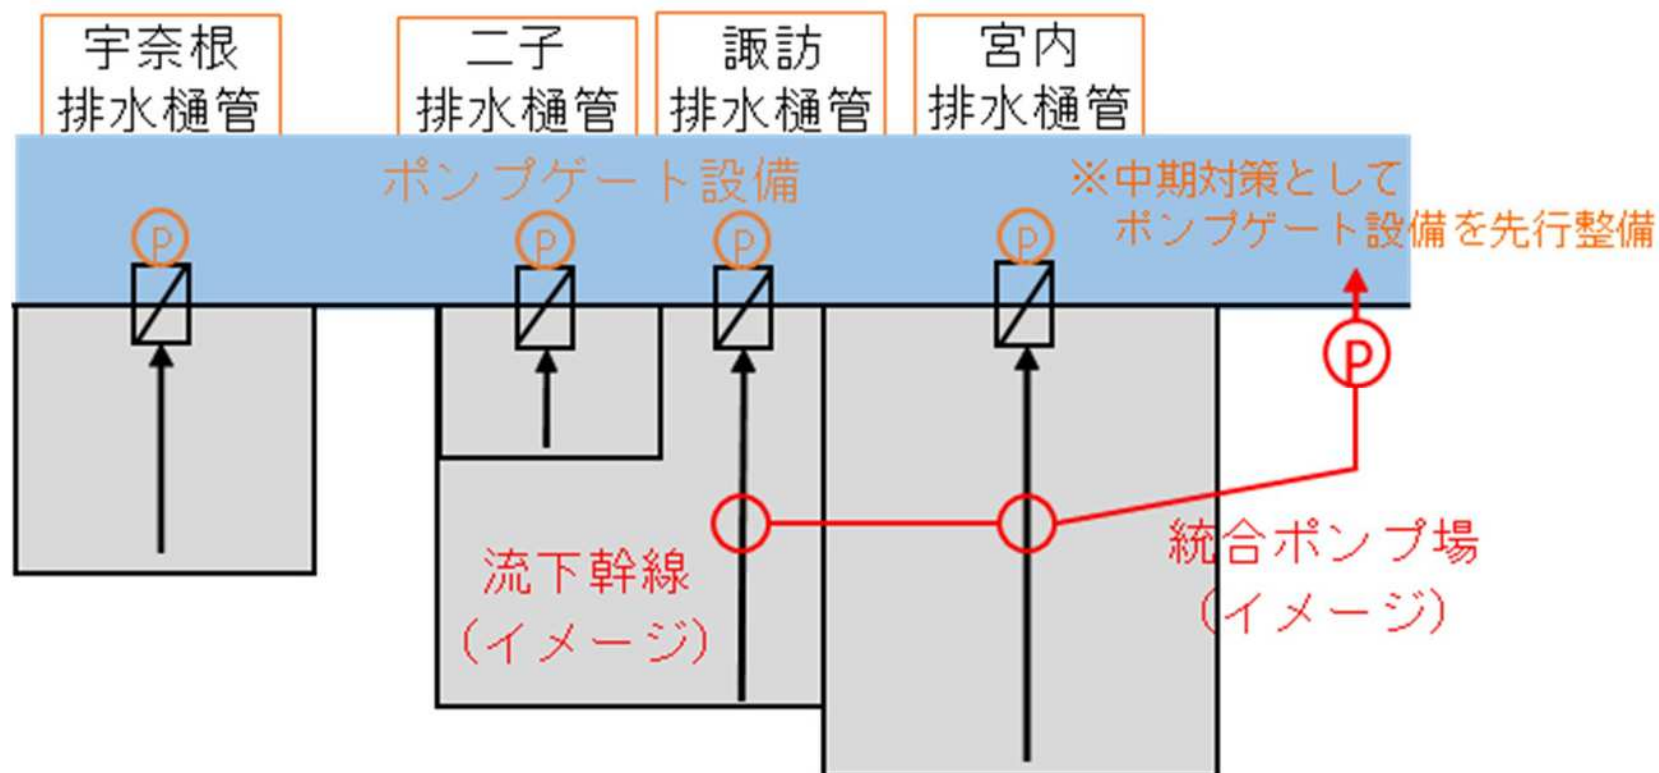 宇奈根
排水樋管
二子
排水樋管
諏訪
排水樋管
宮内
排水樋管
ポンプゲート設備
※中期対策として
ポンプゲート設備を先行整備
P
P
P
P
P
流下幹線
(イメージ)
統合ポンプ場
(イメージ)